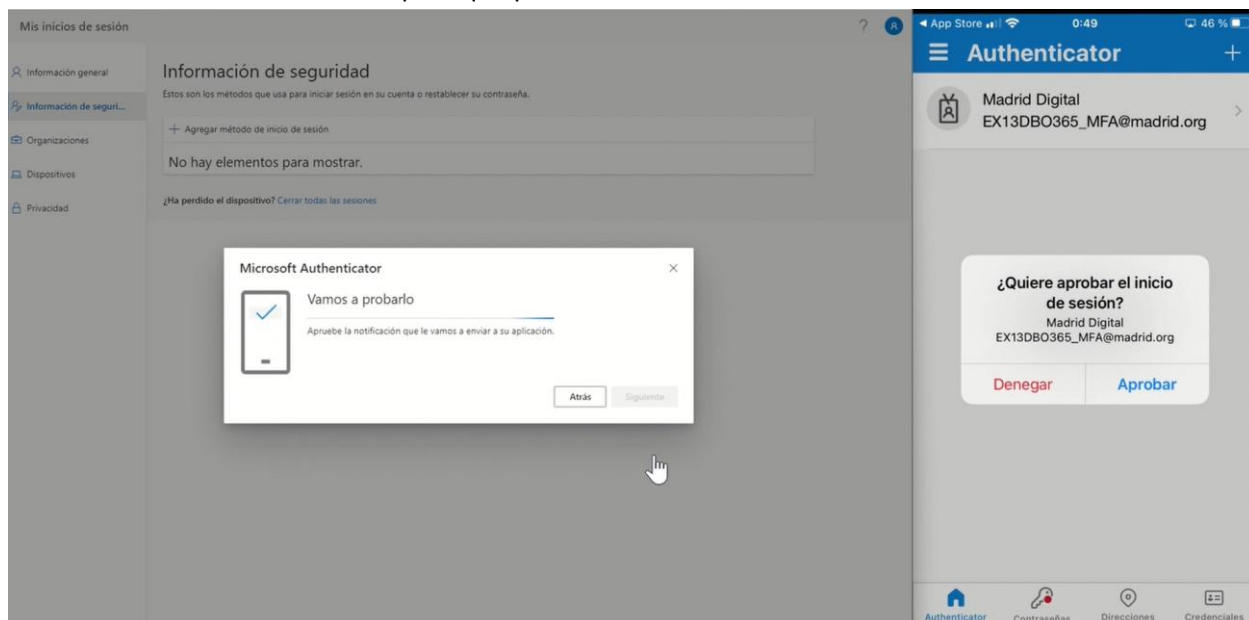 Mis inicios de sesión
?
Información general
Información de seguri...
Organizaciones
Dispositivos
Privacidad
Información de seguridad
Estos son los métodos que usa para iniciar sesión en su cuenta o restablecer su contraseña.
+ Agregar método de inicio de sesión
No hay elementos para mostrar.
¿Ha perdido el dispositivo? Cerrar todas las sesiones
Microsoft Authenticator
Vamos a probarlo
Apruebe la notificación que le vamos a enviar a su aplicación.
Atrás
Siguiente
App Store
0:49
46 %
Authenticator
Madrid Digital
EX13DBO365_MFA@madrid.org
¿Quiere aprobar el inicio
de sesión?
Madrid Digital
EX13DBO365_MFA@madrid.org
Denegar
Aprobar
Authenticator
Contraseñas
Direcciones
Credenciales